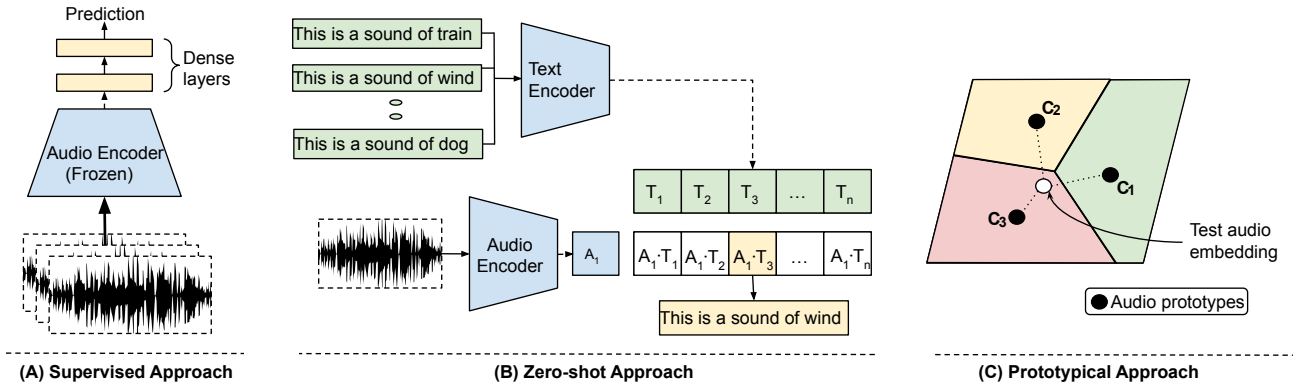 Prediction
Dense
layers
Audio Encoder
(Frozen)
(A) Supervised Approach
This is a sound of train
This is a sound of wind
This is a sound of dog
Text
Encoder
T1 T2 T3 ... Tn
Audio
Encoder
A1
A1·T1 A1·T2 A1·T3 ... A1·Tn
This is a sound of wind
(B) Zero-shot Approach
C2
C1
C3
Test audio
embedding
Audio prototypes
(C) Prototypical Approach